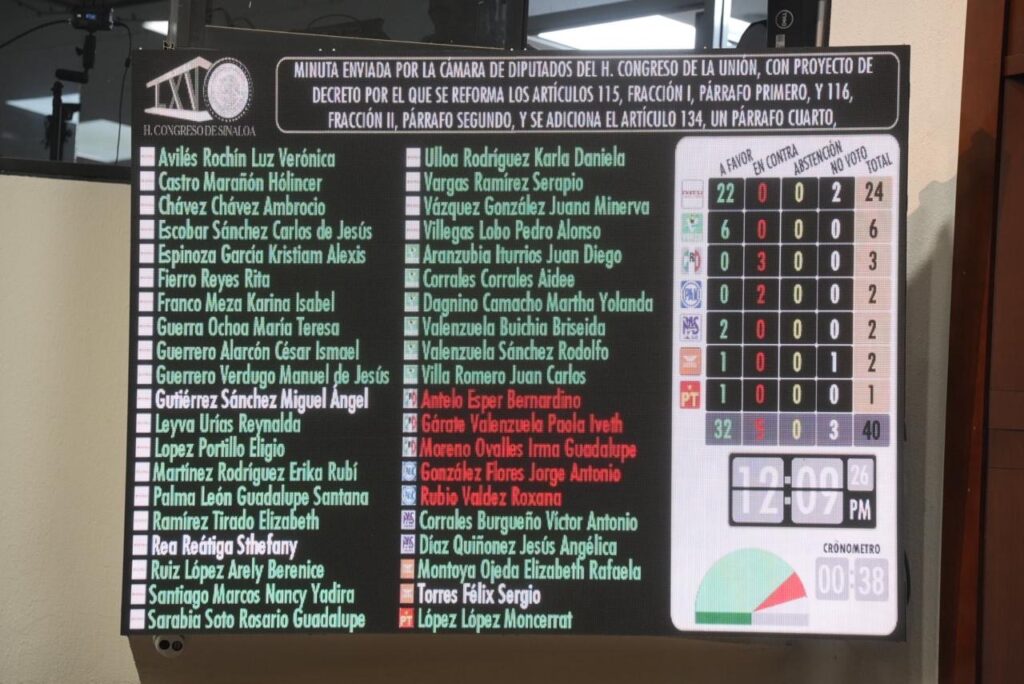 LXV
H. CONGRESO DE SINALOA
MINUTA ENVIADA POR LA CÁMARA DE DIPUTADOS DEL H. CONGRESO DE LA UNIÓN, CON PROYECTO DE
DECRETO POR EL QUE SE REFORMA LOS ARTÍCULOS 115, FRACCIÓN I, PÁRRAFO PRIMERO, Y 116,
FRACCIÓN II, PÁRRAFO SEGUNDO, Y SE ADICIONA EL ARTÍCULO 134, UN PÁRRAFO CUARTO,
Avilés Rochín Luz Verónica
Castro Marañón Hólincer
Chávez Chávez Ambrocio
Escobar Sánchez Carlos de Jesús
Espinoza García Kristiam Alexis
Fierro Reyes Rita
Franco Meza Karina Isabel
Guerra Ochoa María Teresa
Guerrero Alarcón César Ismael
Guerrero Verdugo Manuel de Jesús
Gutiérrez Sánchez Miguel Ángel
Leyva Urías Reynalda
Lopez Portillo Eligio
Martínez Rodríguez Erika Rubí
Palma León Guadalupe Santana
Ramírez Tirado Elizabeth
Rea Reátiga Sthefany
Ruiz López Arely Berenice
Santiago Marcos Nancy Yadira
Sarabia Soto Rosario Guadalupe
Ulloa Rodríguez Karla Daniela
Vargas Ramírez Serapio
Vázquez González Juana Minerva
Villegas Lobo Pedro Alonso
Aranzubia Iturrios Juan Diego
Corrales Corrales Aidee
Dagnino Camacho Martha Yolanda
Valenzuela Buichia Briseida
Valenzuela Sánchez Rodolfo
Villa Romero Juan Carlos
Antelo Esper Bernardino
Gárate Valenzuela Paola Iveth
Moreno Ovalles Irma Guadalupe
González Flores Jorge Antonio
Rubio Valdez Roxana
Corrales Burgueño Víctor Antonio
Díaz Quiñonez Jesús Angélica
Montoya Ojeda Elizabeth Rafaela
Torres Félix Sergio
PT López López Moncerrat
A FAVOR EN CONTRA ABSTENCIÓN NO VOTO TOTAL
22 0 0 2 24
6 0 0 0 6
0 3 0 0 3
PAN 0 2 0 0 2
PAS 2 0 0 0 2
1 0 0 1 2
PT 1 0 0 0 1
32 5 0 3 40
12:09 26 PM
CRÒNOMETRO
00:38